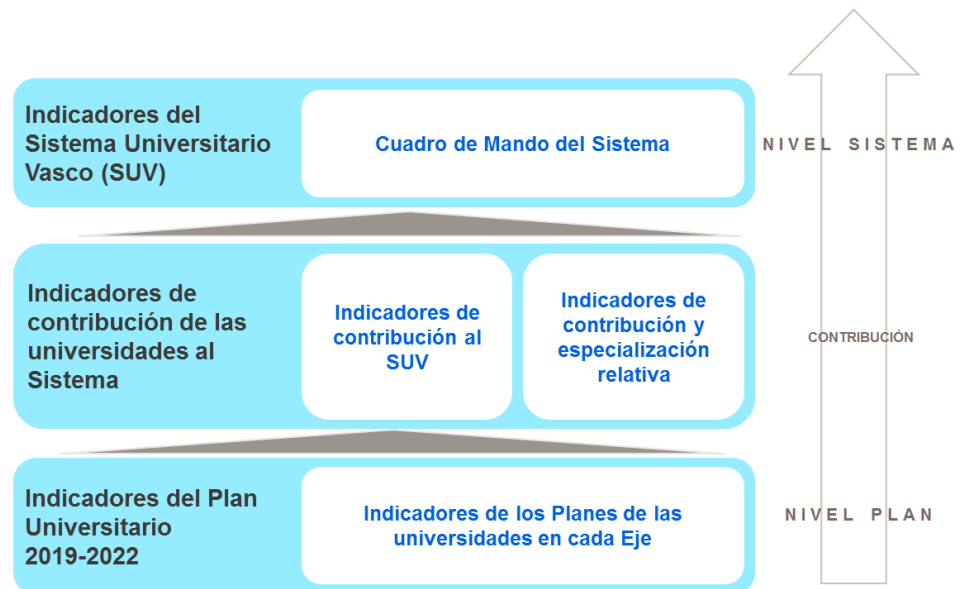 Indicadores del
Sistema Universitario
Vasco (SUV)
Cuadro de Mando del Sistema
NIVEL SISTEMA
Indicadores de
contribución de las
universidades al
Sistema
Indicadores de
contribución al
SUV
Indicadores de
contribución y
especialización
relativa
CONTRIBUCIÓN
Indicadores del Plan
Universitario
2019-2022
Indicadores de los Planes de las
universidades en cada Eje
NIVEL PLAN